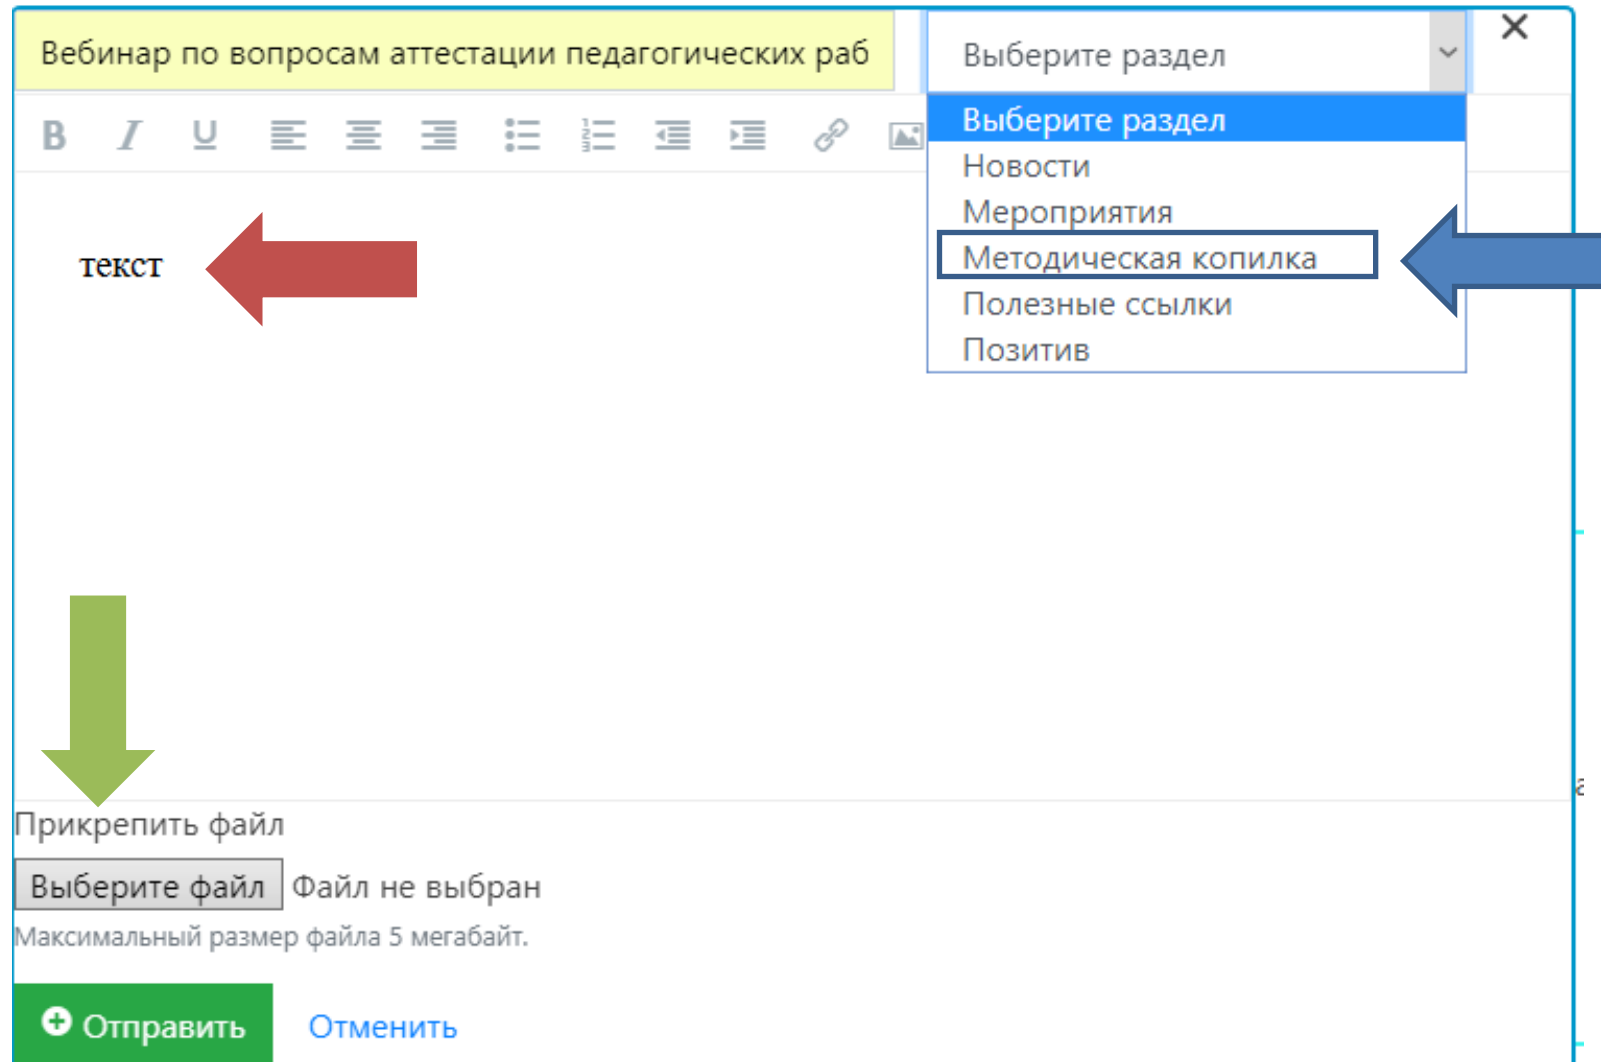 Вебинар по вопросам аттестации педагогических раб
Выберите раздел
Выберите раздел
Новости
Мероприятия
Методическая копилка
Полезные ссылки
Позитив
B I U
текст
Прикрепить файл
Выберите файл Файл не выбран
Максимальный размер файла 5 мегабайт.
Отправить Отменить